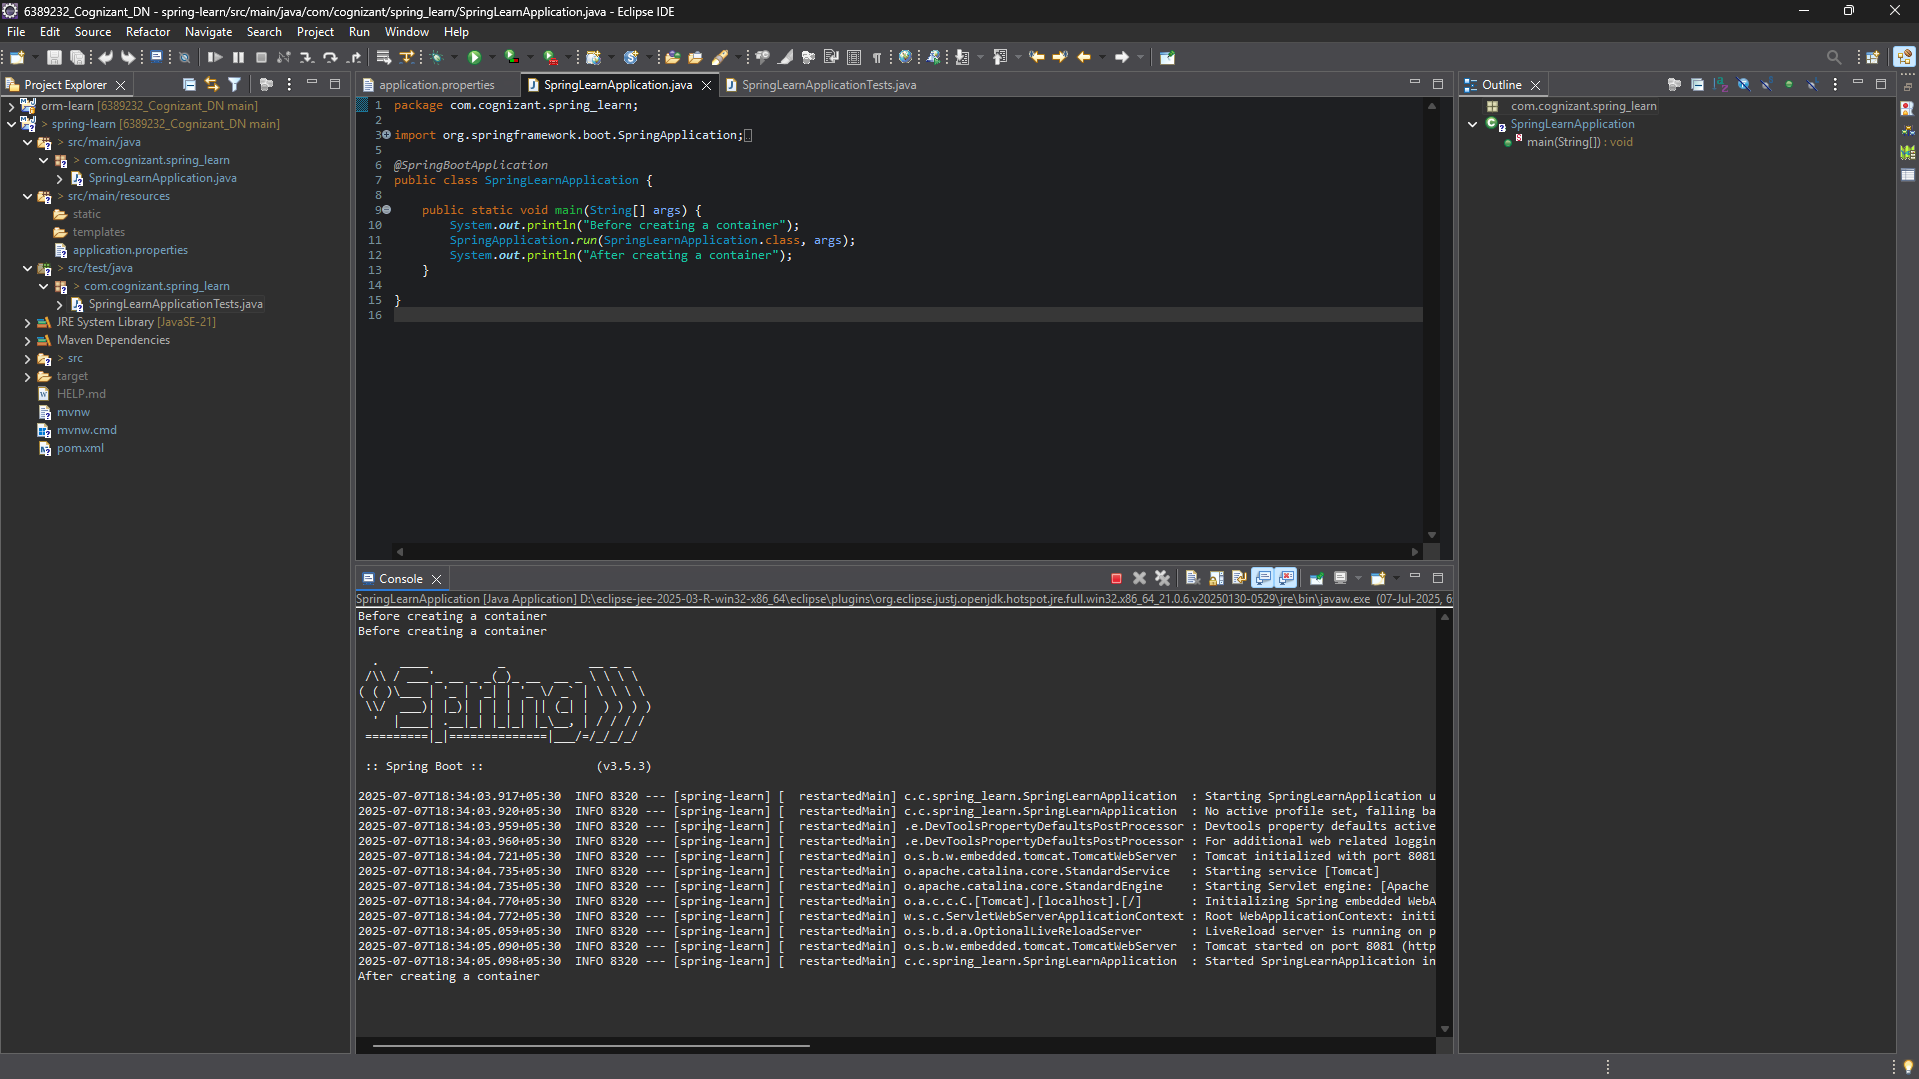 6389232_Cognizant_DN - spring-learn/src/main/java/com/cognizant/spring_learn/SpringLearnApplication.java - Eclipse IDE
File Edit Source Refactor Navigate Search Project Run Window Help
Project Explorer
orm-learn [6389232_Cognizant_DN main]
> spring-learn [6389232_Cognizant_DN main]
> src/main/java
> com.cognizant.spring_learn
SpringLearnApplication.java
> src/main/resources
static
templates
application.properties
> src/test/java
> com.cognizant.spring_learn
SpringLearnApplicationTests.java
JRE System Library [JavaSE-21]
Maven Dependencies
> src
target
HELP.md
mvnw
mvnw.cmd
pom.xml
application.properties SpringLearnApplication.java SpringLearnApplicationTests.java
1 package com.cognizant.spring_learn;
2
3 import org.springframework.boot.SpringApplication;
5
6 @SpringBootApplication
7 public class SpringLearnApplication {
8
9 public static void main(String[] args) {
10 System.out.println("Before creating a container");
11 SpringApplication.run(SpringLearnApplication.class, args);
12 System.out.println("After creating a container");
13 }
14
15 }
16
Outline
com.cognizant.spring_learn
SpringLearnApplication
main(String[]) : void
Console
SpringLearnApplication [Java Application] D:\eclipse-jee-2025-03-R-win32-x86_64\eclipse\plugins\org.eclipse.justj.openjdk.hotspot.jre.full.win32.x86_64_21.0.6.v20250130-0529\jre\bin\javaw.exe (07-Jul-2025, 6
Before creating a container
Before creating a container
Spring
:: Spring Boot :: (v3.5.3)
2025-07-07T18:34:03.917+05:30 INFO 8320 --- [spring-learn] [ restartedMain] c.c.spring_learn.SpringLearnApplication : Starting SpringLearnApplication u
2025-07-07T18:34:03.920+05:30 INFO 8320 --- [spring-learn] [ restartedMain] c.c.spring_learn.SpringLearnApplication : No active profile set, falling ba
2025-07-07T18:34:03.959+05:30 INFO 8320 --- [spring-learn] [ restartedMain] .e.DevToolsPropertyDefaultsPostProcessor : Devtools property defaults active
2025-07-07T18:34:03.960+05:30 INFO 8320 --- [spring-learn] [ restartedMain] .e.DevToolsPropertyDefaultsPostProcessor : For additional web related loggin
2025-07-07T18:34:04.721+05:30 INFO 8320 --- [spring-learn] [ restartedMain] o.s.b.w.embedded.tomcat.TomcatWebServer : Tomcat initialized with port 8081
2025-07-07T18:34:04.735+05:30 INFO 8320 --- [spring-learn] [ restartedMain] o.apache.catalina.core.StandardService : Starting service [Tomcat]
2025-07-07T18:34:04.735+05:30 INFO 8320 --- [spring-learn] [ restartedMain] o.apache.catalina.core.StandardEngine : Starting Servlet engine: [Apache
2025-07-07T18:34:04.770+05:30 INFO 8320 --- [spring-learn] [ restartedMain] o.a.c.c.C.[Tomcat].[localhost].[/] : Initializing Spring embedded WebA
2025-07-07T18:34:04.772+05:30 INFO 8320 --- [spring-learn] [ restartedMain] w.s.c.ServletWebServerApplicationContext : Root WebApplicationContext: initi
2025-07-07T18:34:05.059+05:30 INFO 8320 --- [spring-learn] [ restartedMain] o.s.b.d.a.OptionalLiveReloadServer : LiveReload server is running on p
2025-07-07T18:34:05.090+05:30 INFO 8320 --- [spring-learn] [ restartedMain] o.s.b.w.embedded.tomcat.TomcatWebServer : Tomcat started on port 8081 (http
2025-07-07T18:34:05.098+05:30 INFO 8320 --- [spring-learn] [ restartedMain] c.c.spring_learn.SpringLearnApplication : Started SpringLearnApplication in
After creating a container